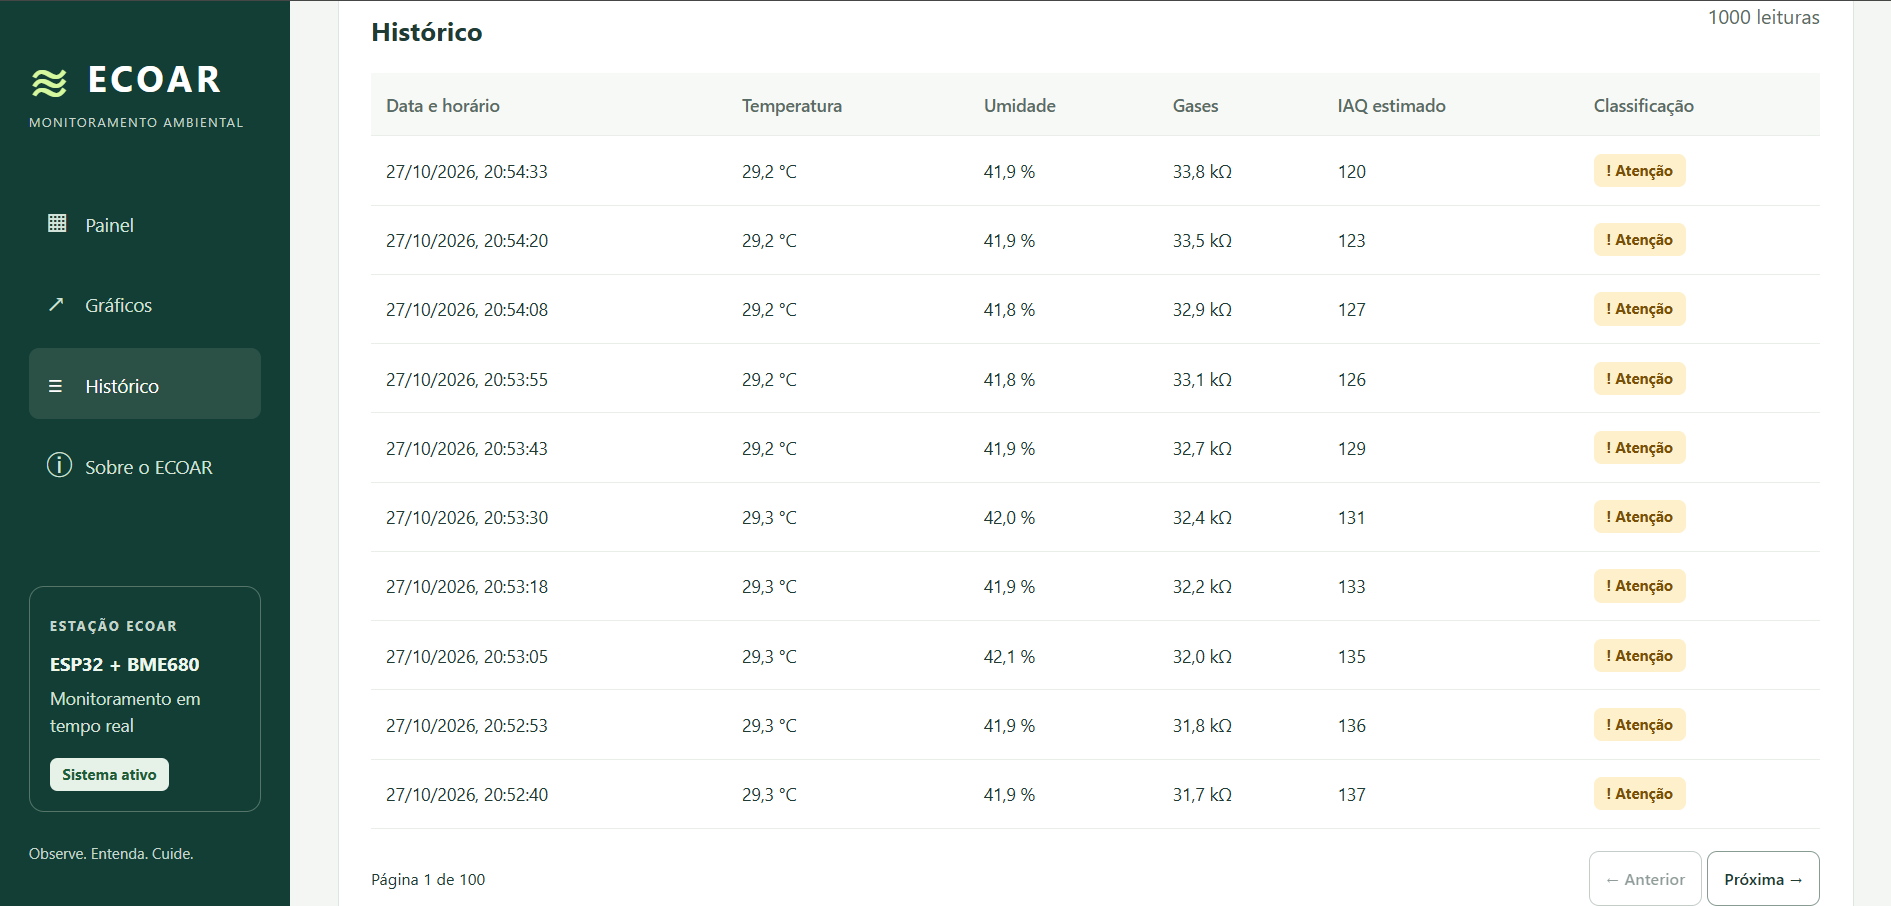 ECOAR
MONITORAMENTO AMBIENTAL
Painel
Gráficos
Histórico
Sobre o ECOAR
ESTAÇÃO ECOAR
ESP32 + BME680
Monitoramento em
tempo real
Sistema ativo
Observe. Entenda. Cuide.
Histórico
1000 leituras
Data e horário Temperatura Umidade Gases IAQ estimado Classificação
27/10/2026, 20:54:33 29,2 °C 41,9 % 33,8 kΩ 120 ! Atenção
27/10/2026, 20:54:20 29,2 °C 41,9 % 33,5 kΩ 123 ! Atenção
27/10/2026, 20:54:08 29,2 °C 41,8 % 32,9 kΩ 127 ! Atenção
27/10/2026, 20:53:55 29,2 °C 41,8 % 33,1 kΩ 126 ! Atenção
27/10/2026, 20:53:43 29,2 °C 41,9 % 32,7 kΩ 129 ! Atenção
27/10/2026, 20:53:30 29,3 °C 42,0 % 32,4 kΩ 131 ! Atenção
27/10/2026, 20:53:18 29,3 °C 41,9 % 32,2 kΩ 133 ! Atenção
27/10/2026, 20:53:05 29,3 °C 42,1 % 32,0 kΩ 135 ! Atenção
27/10/2026, 20:52:53 29,3 °C 41,9 % 31,8 kΩ 136 ! Atenção
27/10/2026, 20:52:40 29,3 °C 41,9 % 31,7 kΩ 137 ! Atenção
Página 1 de 100
← Anterior Próxima →